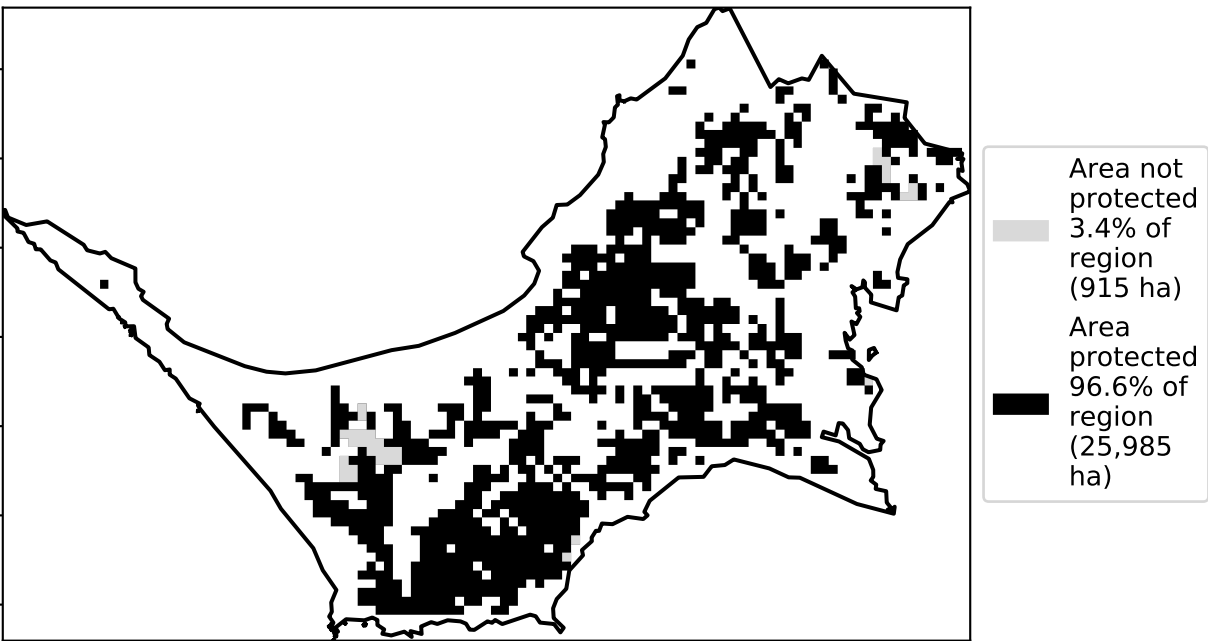 Area not
protected
3.4% of
region
(915 ha)
Area
protected
96.6% of
region
(25,985
ha)